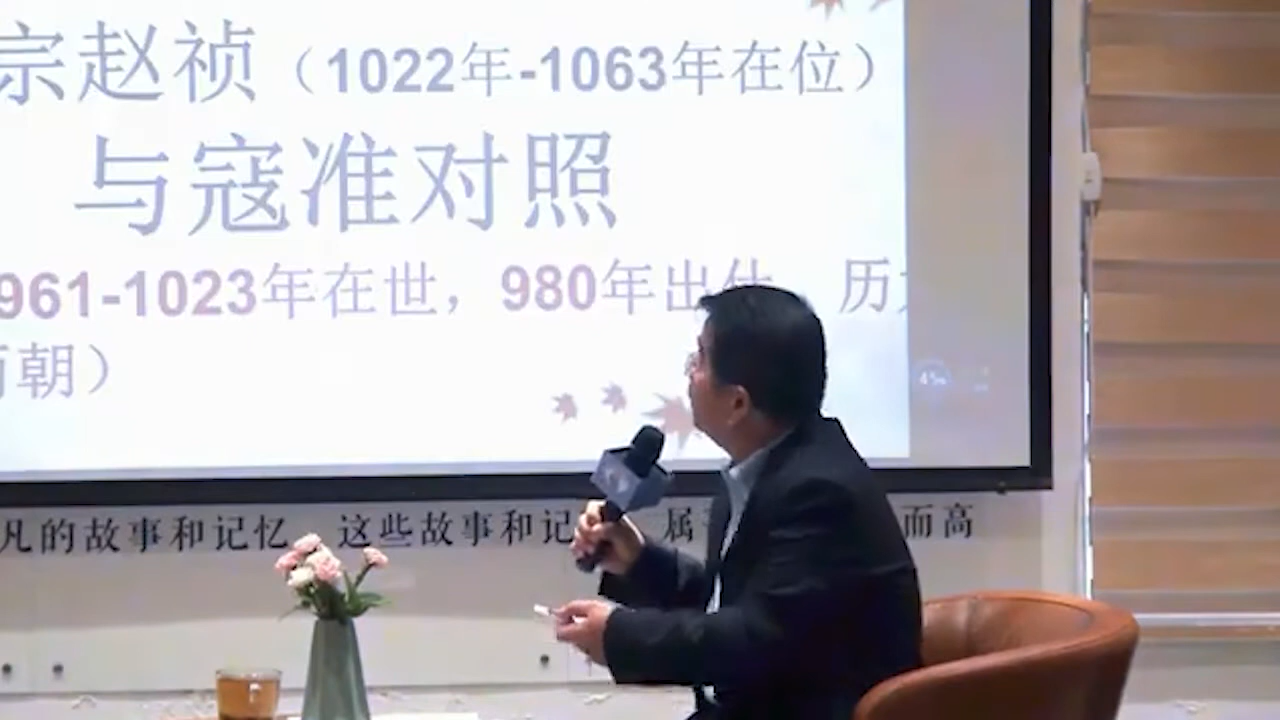 宗赵祯（1022年-1063年在位）
与寇准对照
961-1023年在世，980年出仕 历
朝）
凡的故事和记忆 这些故事和记 属 而高